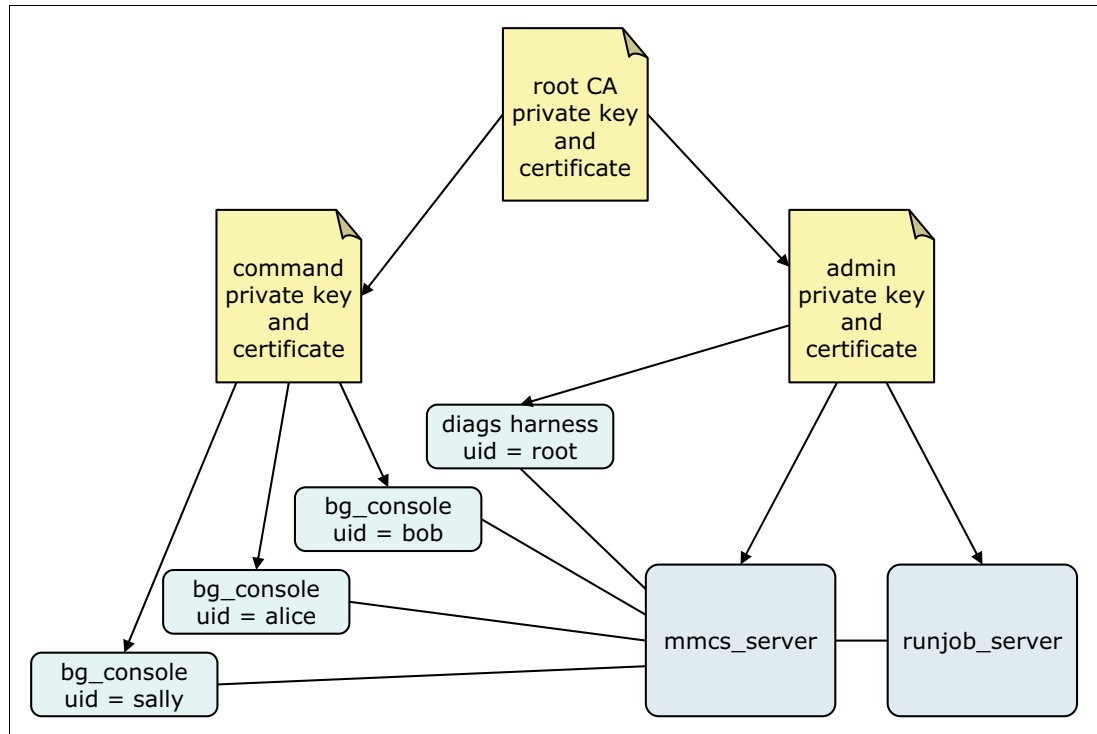 root CA
private key
and
certificate
command
private key
and
certificate
admin
private key
and
certificate
diags harness
uid = root
bg_console
uid = bob
bg_console
uid = alice
bg_console
uid = sally
mmcs_server
runjob_server